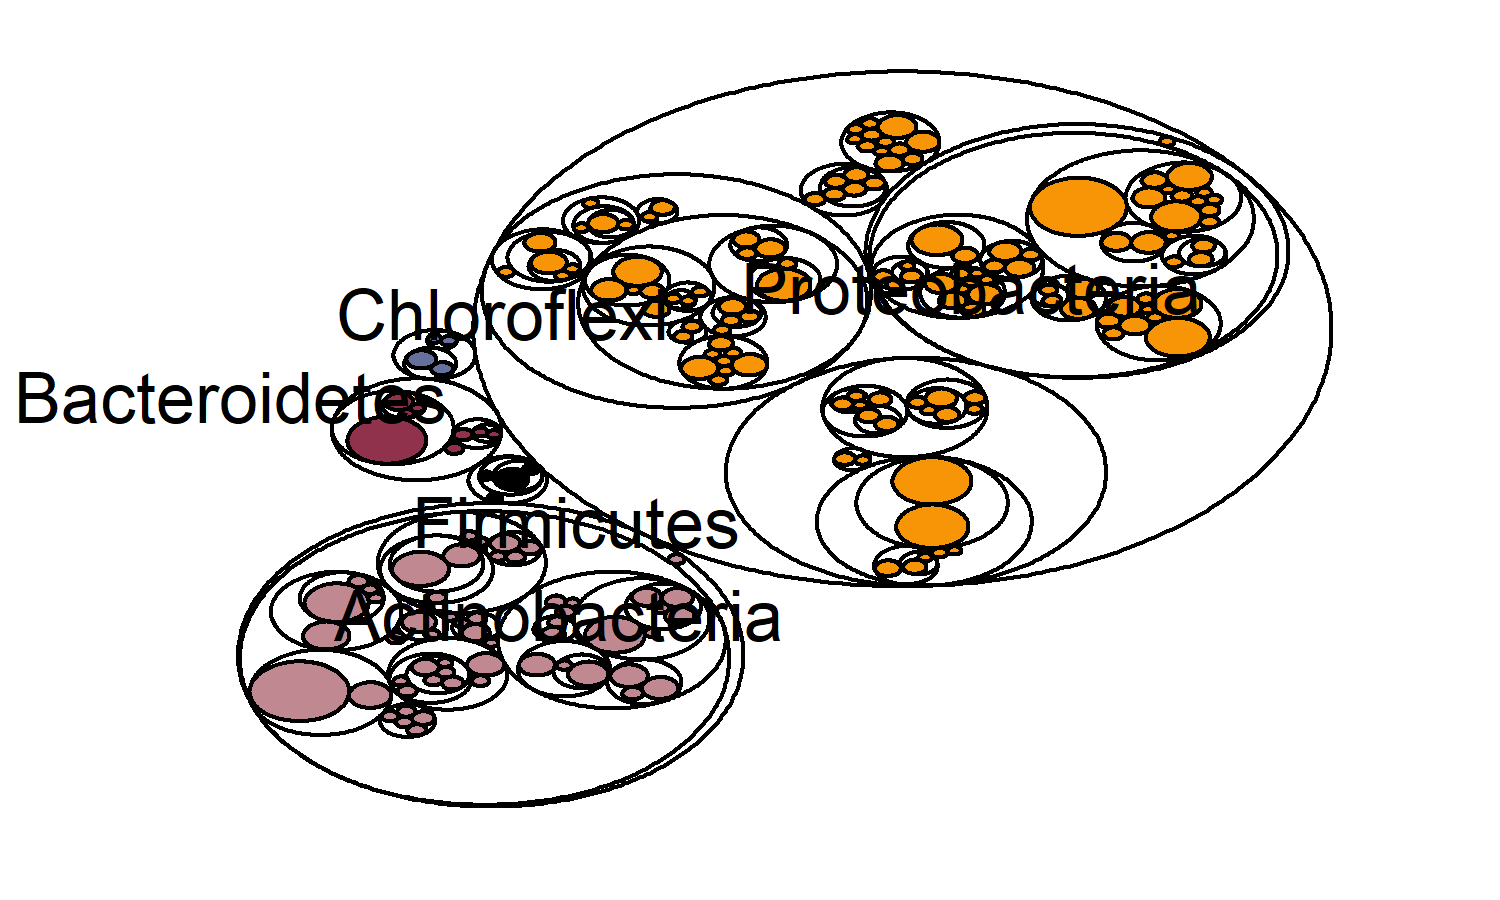 Proteobacteria
Chloroflexi
Bacteroidetes
Firmicutes
Actinobacteria